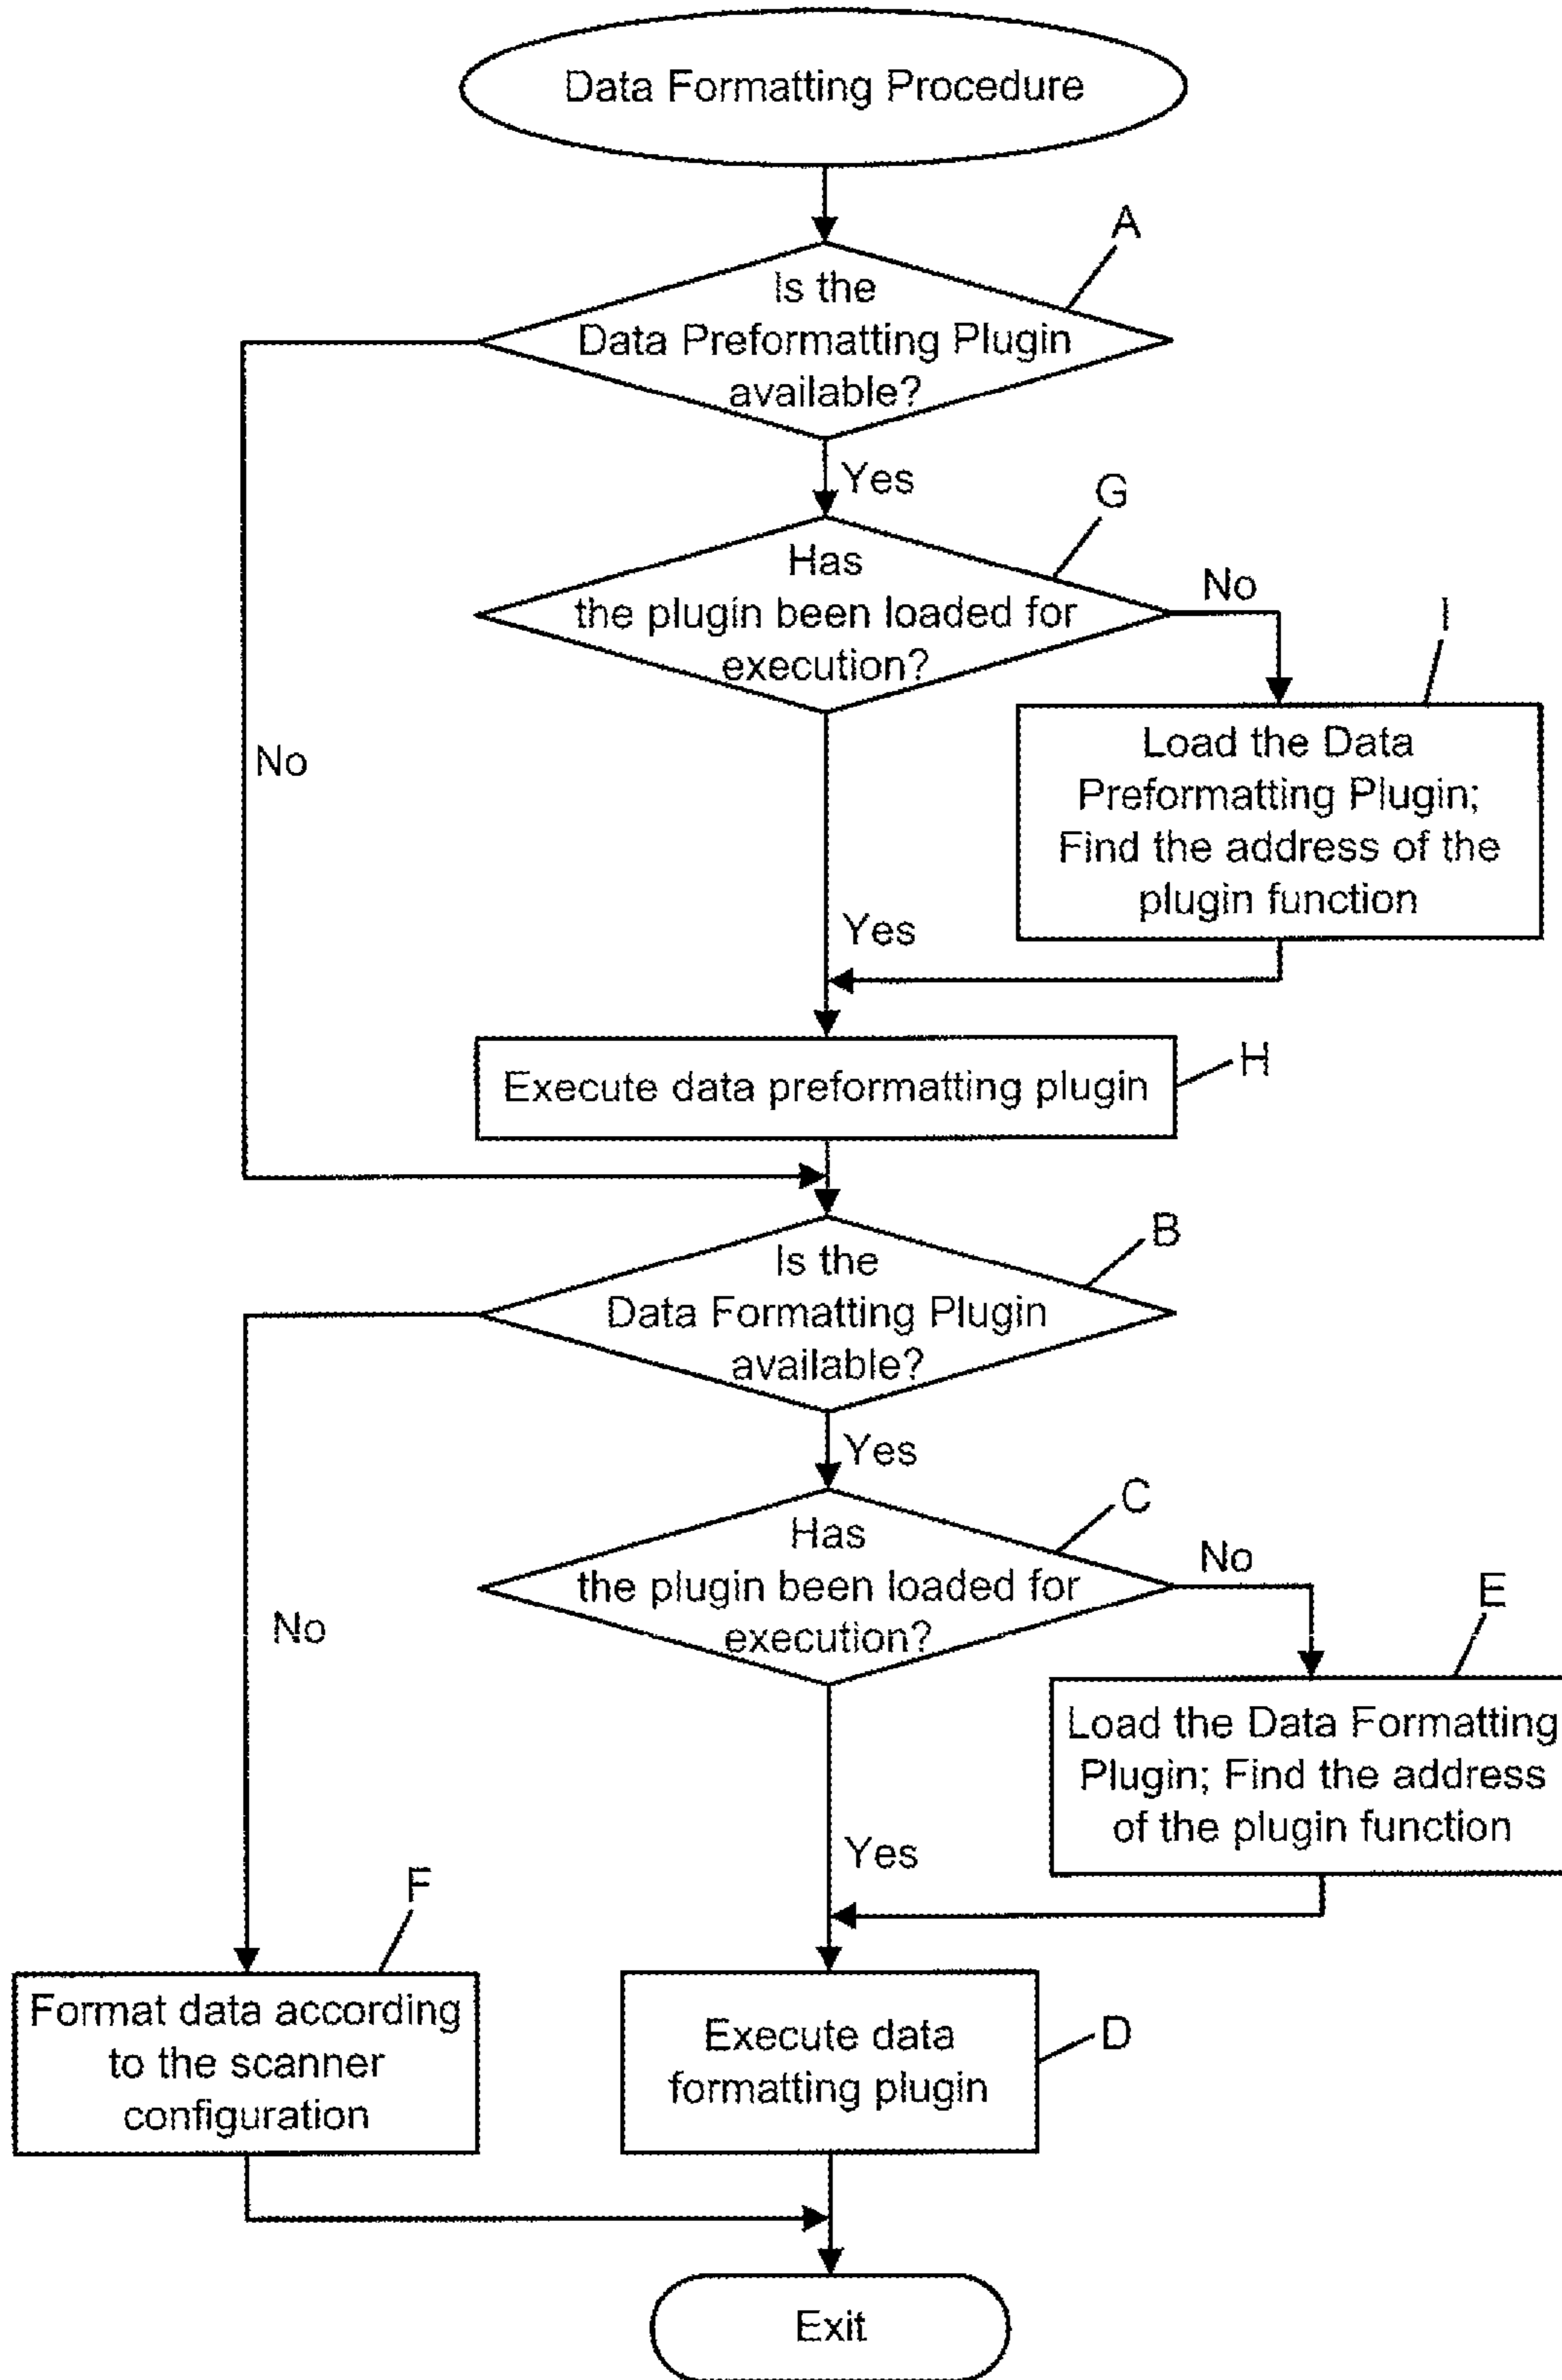 Data Formatting Procedure
A
Is the
Data Preformatting Plugin
available?
Yes
G
Has
the plugin been loaded for
execution?
No
I
Load the Data
Preformatting Plugin;
Find the address of the
plugin function
No
Yes
Execute data preformatting plugin
H
B
Is the
Data Formatting Plugin
available?
Yes
C
Has
the plugin been loaded for
execution?
No
E
Load the Data Formatting
Plugin; Find the address
of the plugin function
No
Yes
F
Format data according
to the scanner
configuration
Execute data
formatting plugin
D
Exit